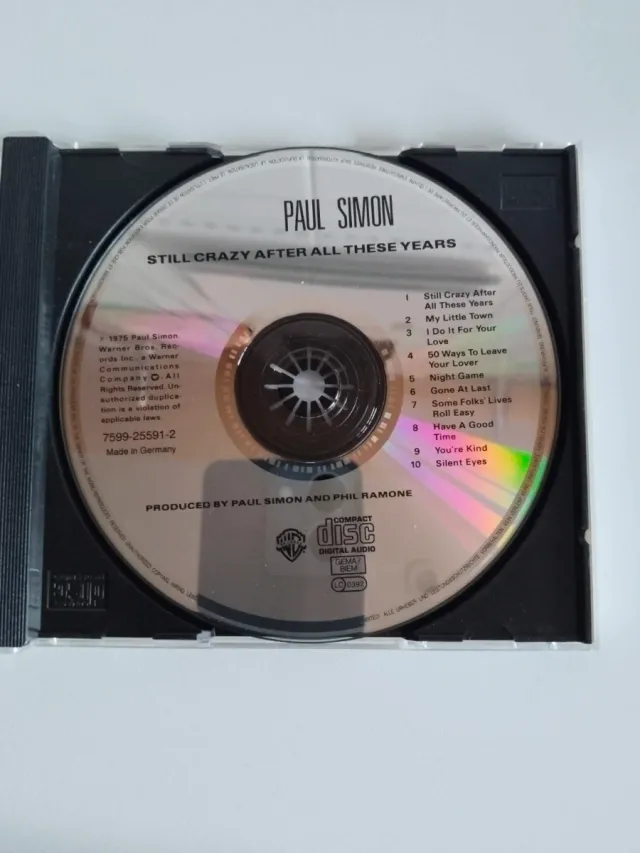 PAUL SIMON
STILL CRAZY AFTER ALL THESE YEARS
1 Still Crazy After
All These Years
2 My Little Town
3 I Do It For Your
Love
4 50 Ways To Leave
Your Lover
5 Night Game
6 Gone At Last
7 Some Folks' Lives
Roll Easy
8 Have A Good
Time
9 You're Kind
10 Silent Eyes
℗ 1975 Paul Simon.
Warner Bros. Rec-
ords Inc., a Warner
Communications
Company. All
Rights Reserved. Un-
authorized duplica-
tion is a violation of
applicable laws.
7599-25591-2
Made in Germany
PRODUCED BY PAUL SIMON AND PHIL RAMONE
COMPACT
disc
DIGITAL AUDIO
GEMA/
BIEM
LC 0392